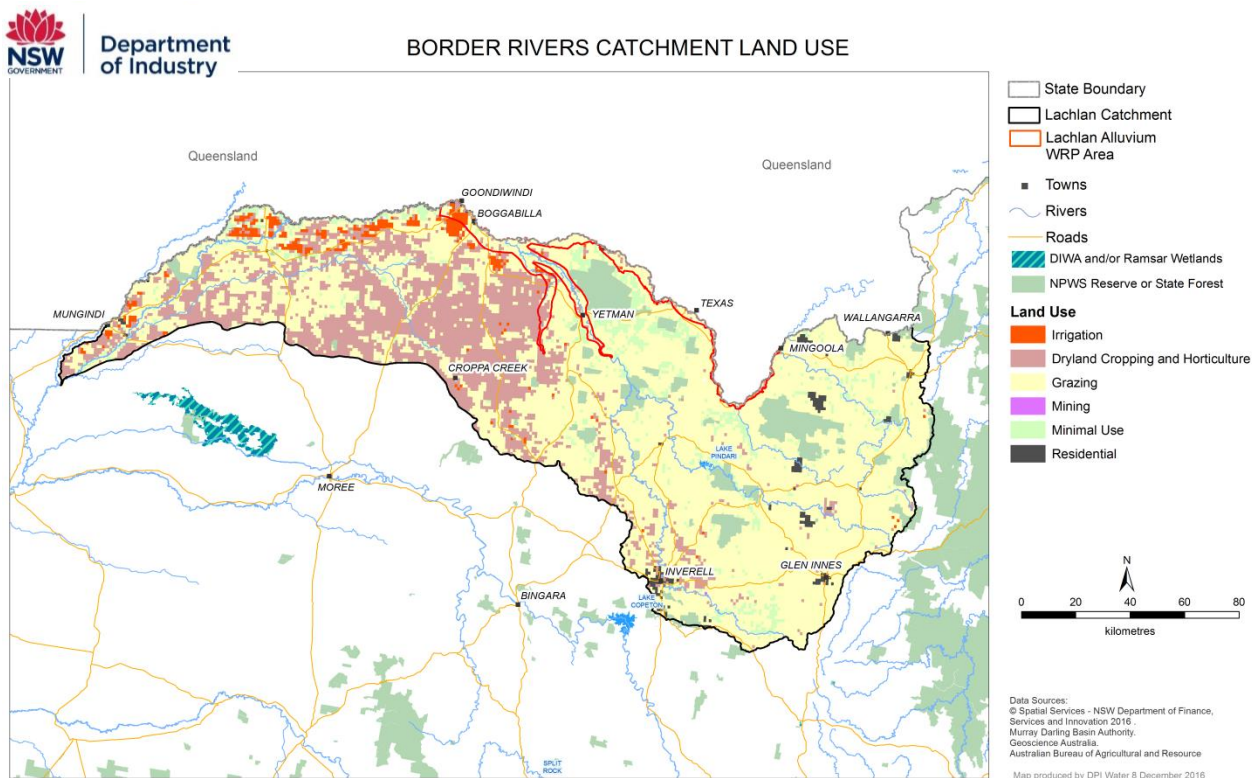 NSW
GOVERNMENT
Department
of Industry
BORDER RIVERS CATCHMENT LAND USE
Queensland
Queensland
GOONDIWINDI
BOGGABILLA
MUNGINDI
YETMAN
TEXAS
WALLANGARRA
MINGOOLA
CROPPA CREEK
LAKE
PINDARI
MOREE
INVERELL
GLEN INNES
BINGARA
LAKE
COPETON
SPLIT
ROCK
State Boundary
Lachlan Catchment
Lachlan Alluvium
WRP Area
Towns
Rivers
Roads
DIWA and/or Ramsar Wetlands
NPWS Reserve or State Forest
Land Use
Irrigation
Dryland Cropping and Horticulture
Grazing
Mining
Minimal Use
Residential
N
0 20 40 60 80
kilometres
Data Sources:
© Spatial Services - NSW Department of Finance,
Services and Innovation 2016 .
Murray Darling Basin Authority.
Geoscience Australia.
Australian Bureau of Agricultural and Resource
Map produced by DPI Water 8 December 2016